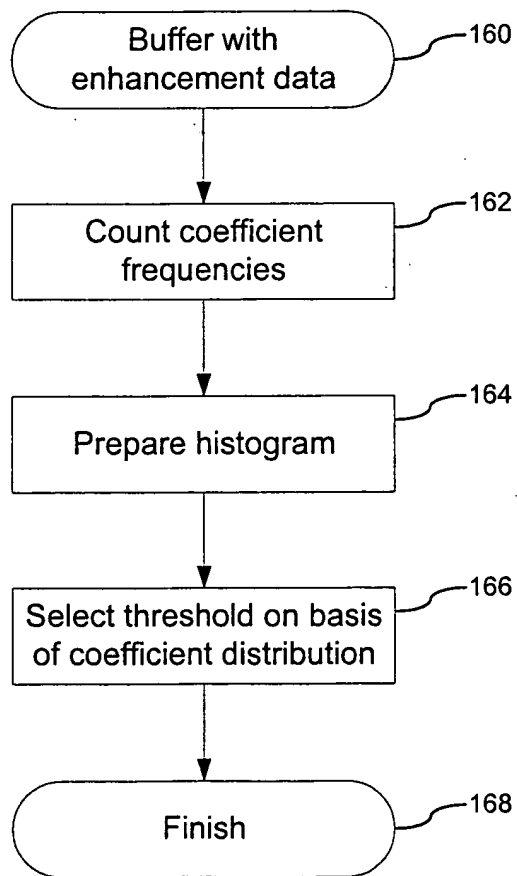 Buffer with
enhancement data
160
Count coefficient
frequencies
162
Prepare histogram
164
Select threshold on basis
of coefficient distribution
166
Finish
168